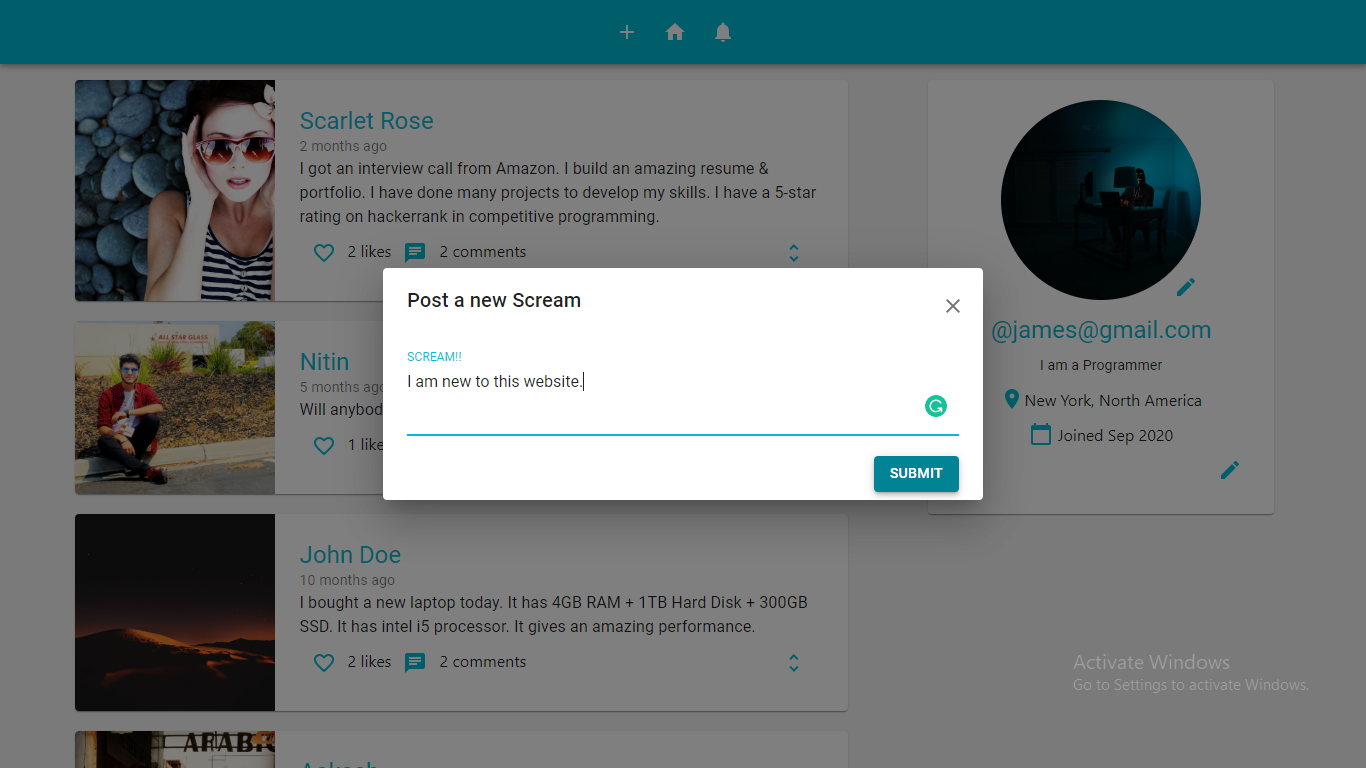 Scarlet Rose
2 months ago
I got an interview call from Amazon. I build an amazing resume &
portfolio. I have done many projects to develop my skills. I have a 5-star
rating on hackerrank in competitive programming.
2 likes 2 comments
Post a new Scream
SCREAM!!
I am new to this website.
SUBMIT
ALL STAR GLASS
Nitin
5 months ago
Will anybod
1 like
John Doe
10 months ago
I bought a new laptop today. It has 4GB RAM + 1TB Hard Disk + 300GB
SSD. It has intel i5 processor. It gives an amazing performance.
2 likes 2 comments
@james@gmail.com
I am a Programmer
New York, North America
Joined Sep 2020
Activate Windows
Go to Settings to activate Windows.